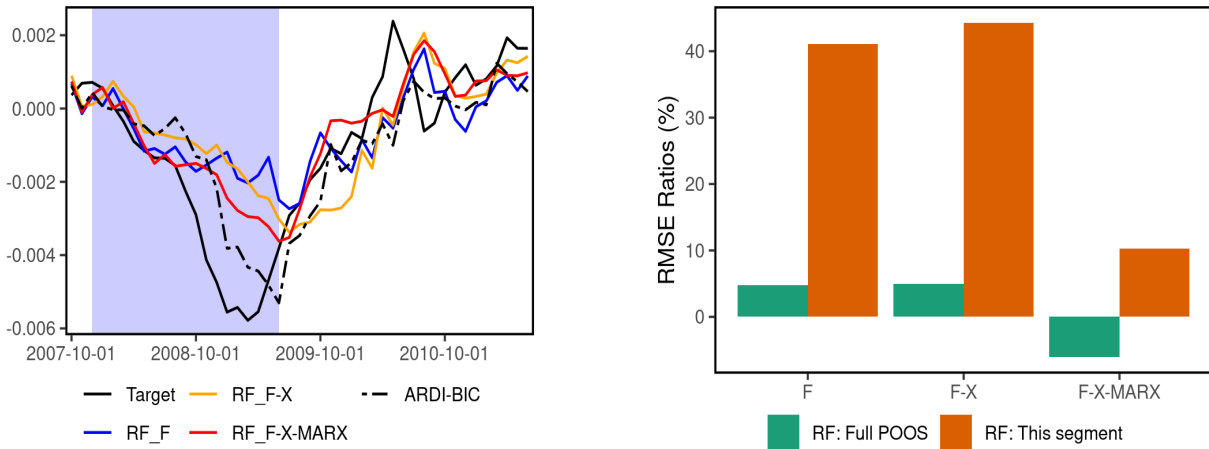 0.002
0.000
-0.002
-0.004
-0.006
2007-10-01 2008-10-01 2009-10-01 2010-10-01
Target RF_F-X ARDI-BIC
RF_F RF_F-X-MARX
RMSE Ratios (%)
40
30
20
10
0
F F-X F-X-MARX
RF: Full POOS RF: This segment